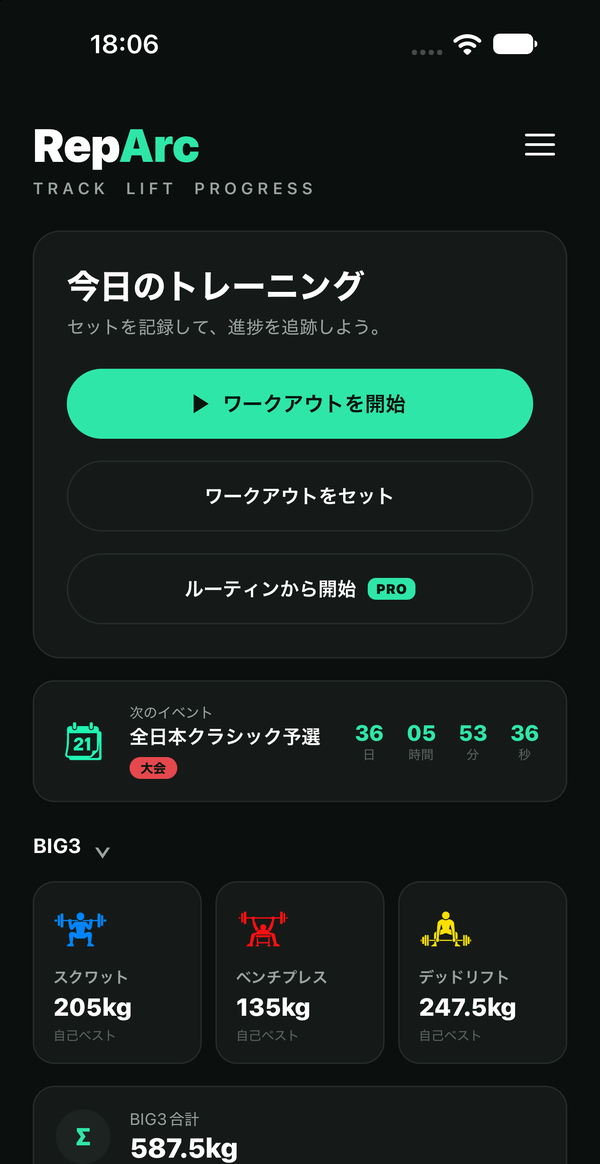 18:06
RepArc
TRACK LIFT PROGRESS
今日のトレーニング
セットを記録して、進捗を追跡しよう。
ワークアウトを開始
ワークアウトをセット
ルーティンから開始 PRO
次のイベント
21
全日本クラシック予選
大会
36 05 53 36
日 時間 分 秒
BIG3
スクワット ベンチプレス デッドリフト
205kg 135kg 247.5kg
自己ベスト 自己ベスト 自己ベスト
BIG3合計
Σ
587.5kg